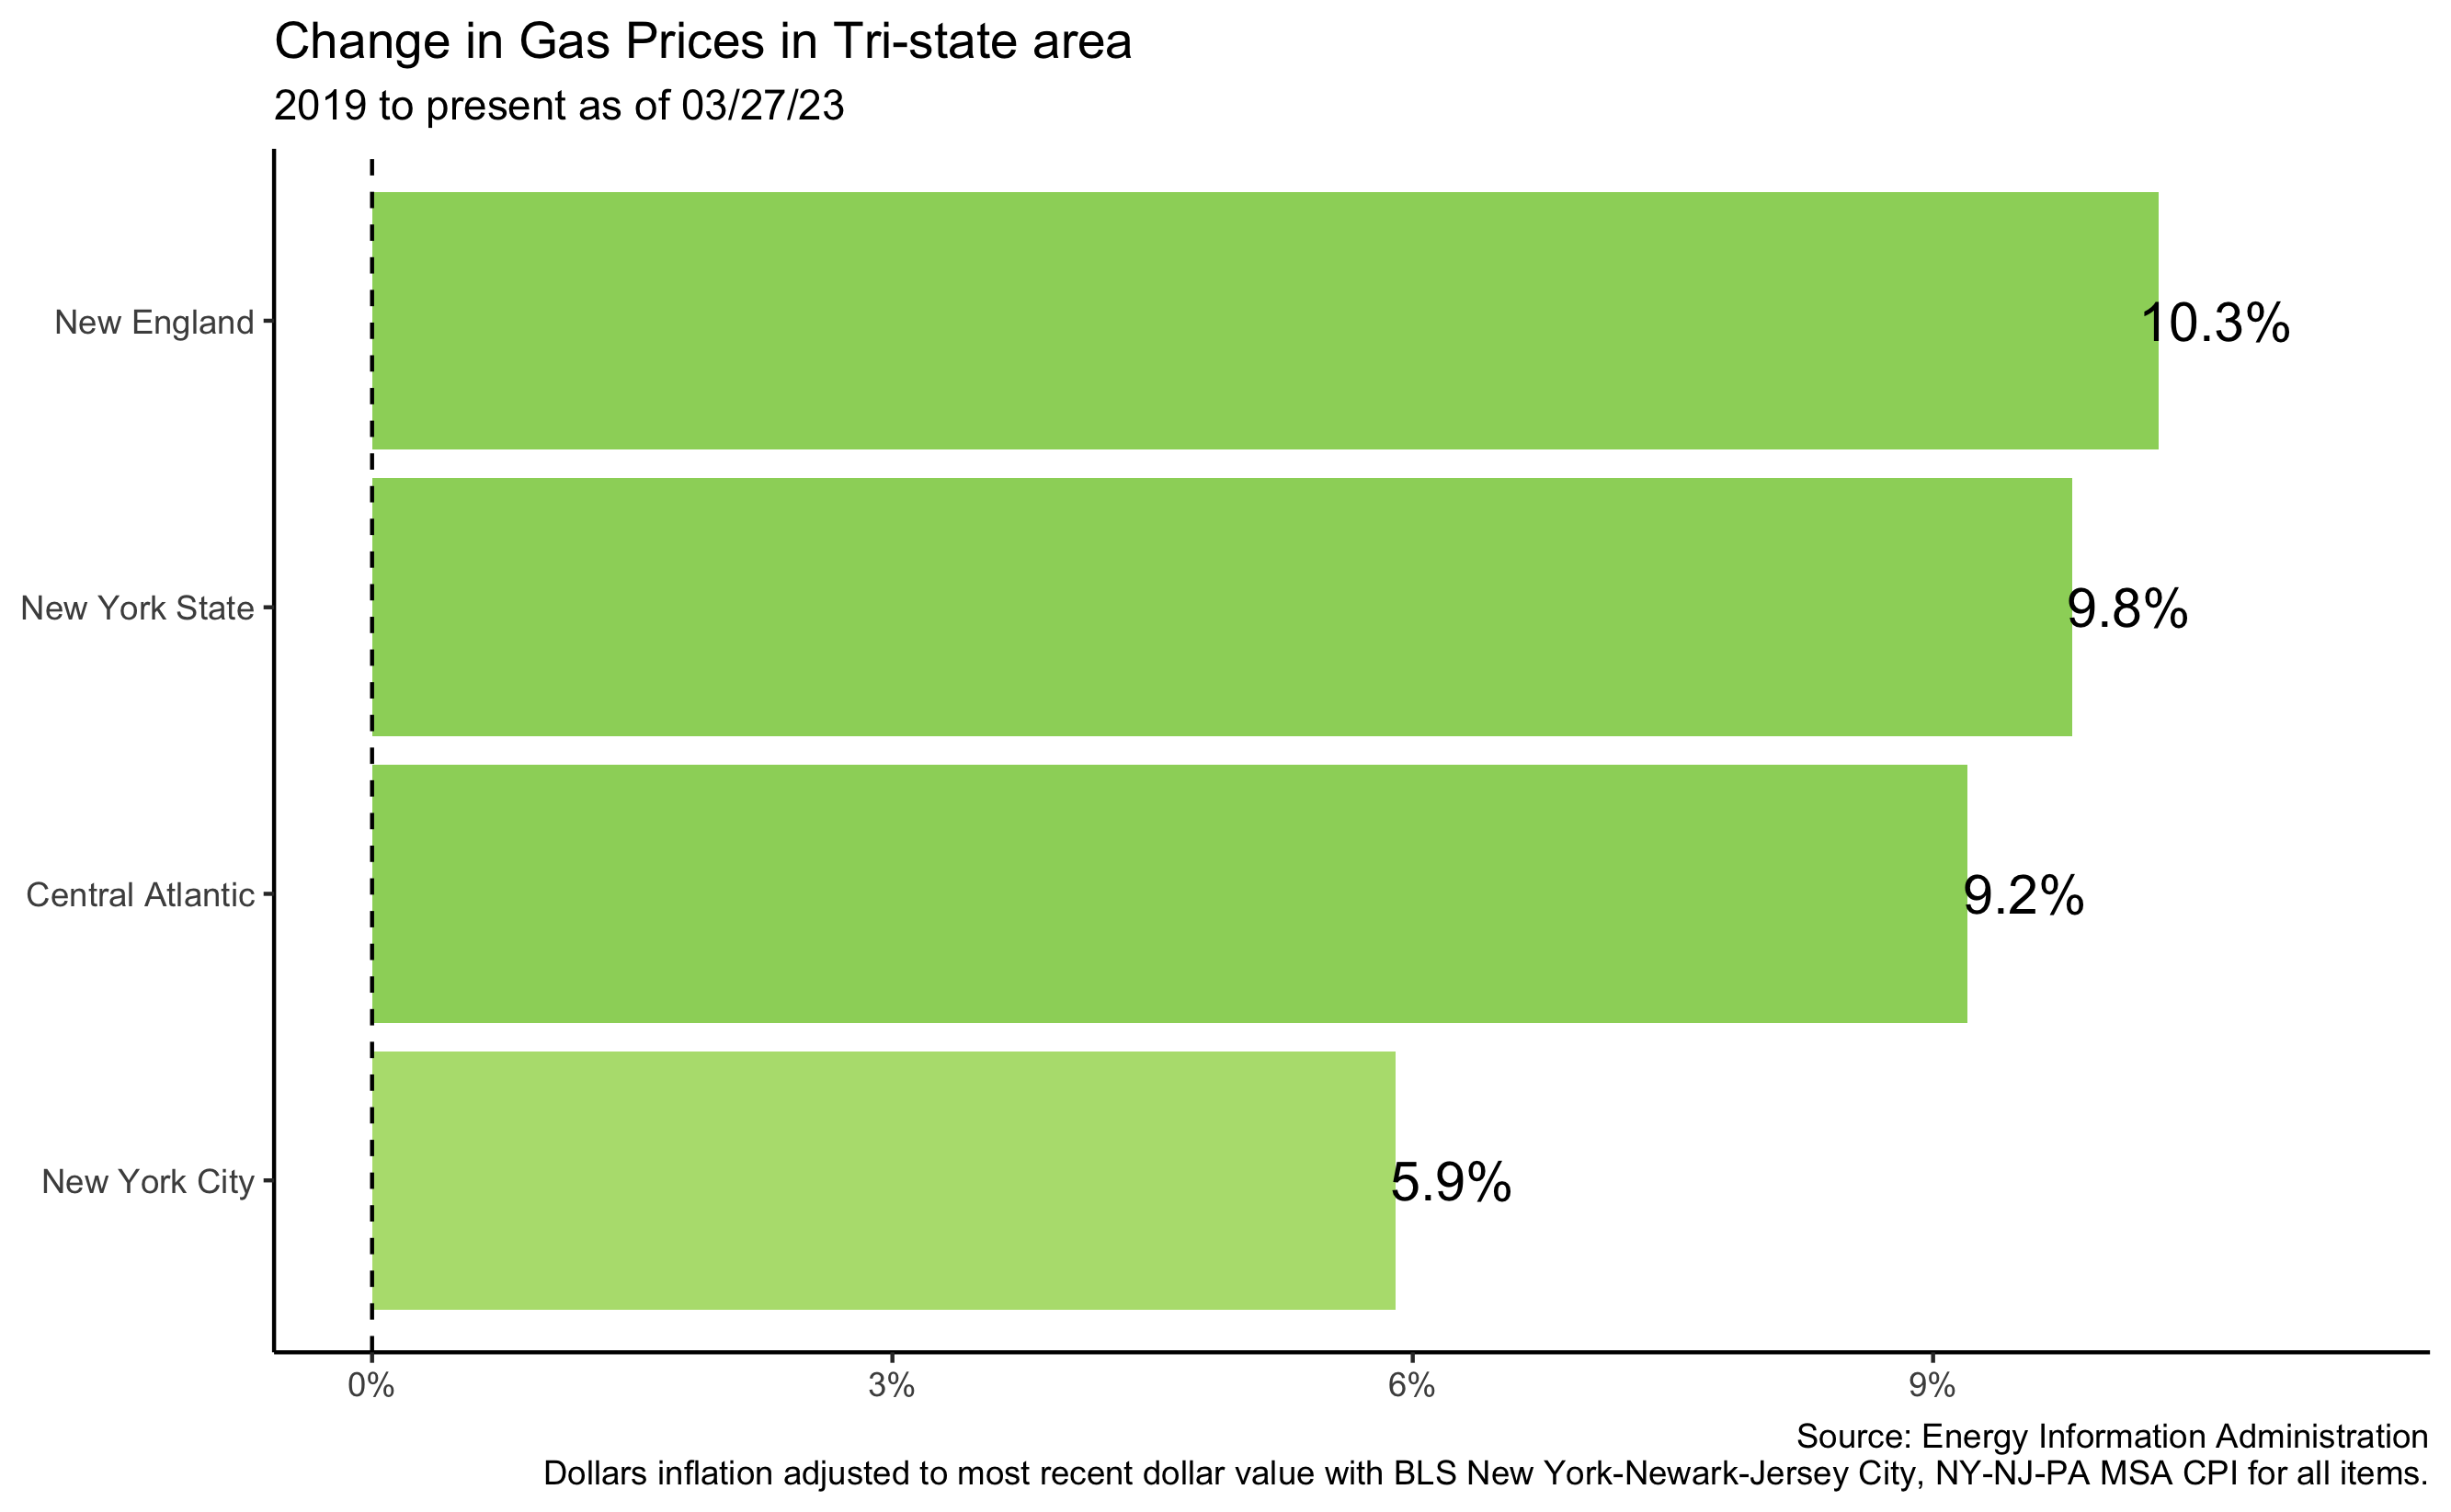 Change in Gas Prices in Tri-state area
2019 to present as of 03/27/23
New England
10.3%
New York State
9.8%
Central Atlantic
9.2%
New York City
5.9%
0%
3%
6%
9%
Source: Energy Information Administration
Dollars inflation adjusted to most recent dollar value with BLS New York-Newark-Jersey City, NY-NJ-PA MSA CPI for all items.